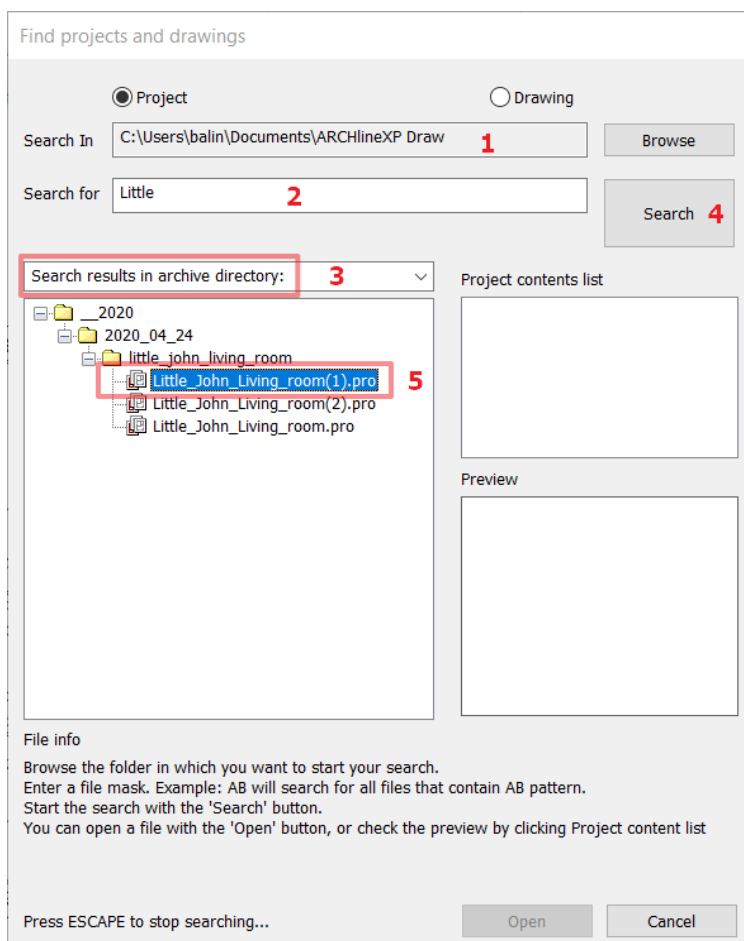 Find projects and drawings
Project
Drawing
Search In
C:\Users\balin\Documents\ARCHlineXP Draw
1
Browse
Search for
Little
2
Search
4
Search results in archive directory:
3
Project contents list
__2020
2020_04_24
little_john_living_room
Little_John_Living_room(1).pro
5
Little_John_Living_room(2).pro
Little_John_Living_room.pro
Preview
File info
Browse the folder in which you want to start your search.
Enter a file mask. Example: AB will search for all files that contain AB pattern.
Start the search with the 'Search' button.
You can open a file with the 'Open' button, or check the preview by clicking Project content list
Press ESCAPE to stop searching...
Open
Cancel